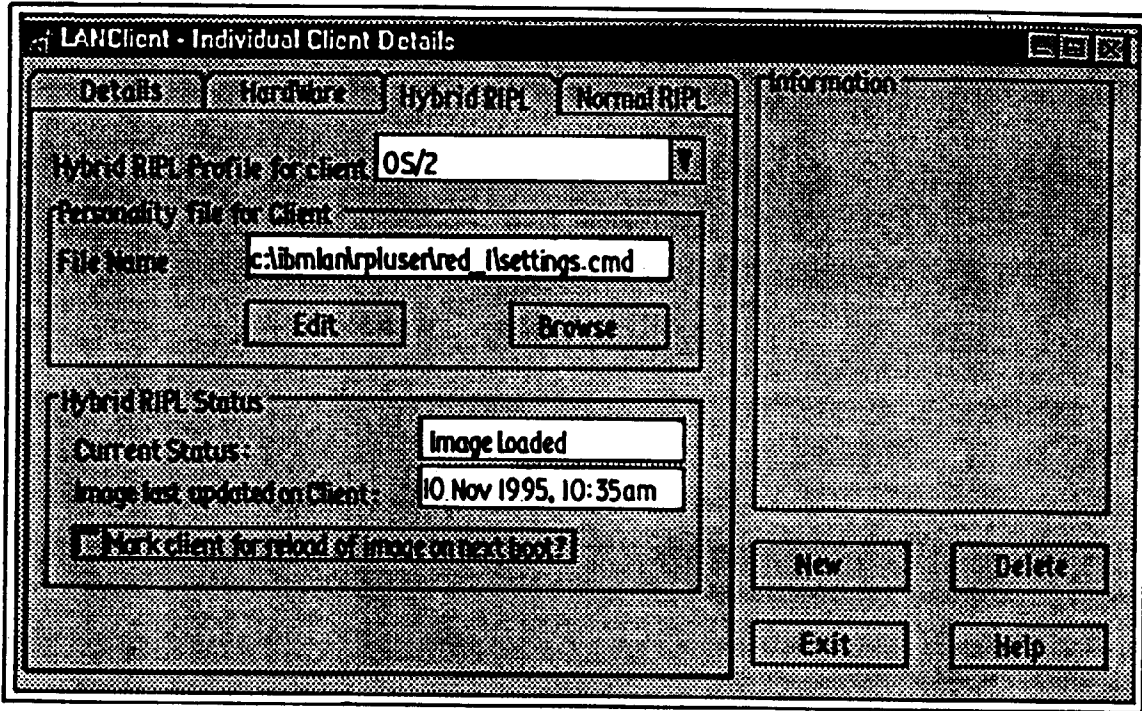 LANClient - Individual Client Details
Details Hardware Hybrid RIPL Normal RIPL
Hybrid RIPL Profile for client OS/2
Personality File for Client
File Name c:\ibmlan\rpluser\red_1\settings.cmd
Edit Browse
Hybrid RIPL Status
Current Status: Image Loaded
Image last updated on Client: 10 Nov 1995, 10:35am
Mark client for reload of image on next boot?
Information
New Delete
Exit Help